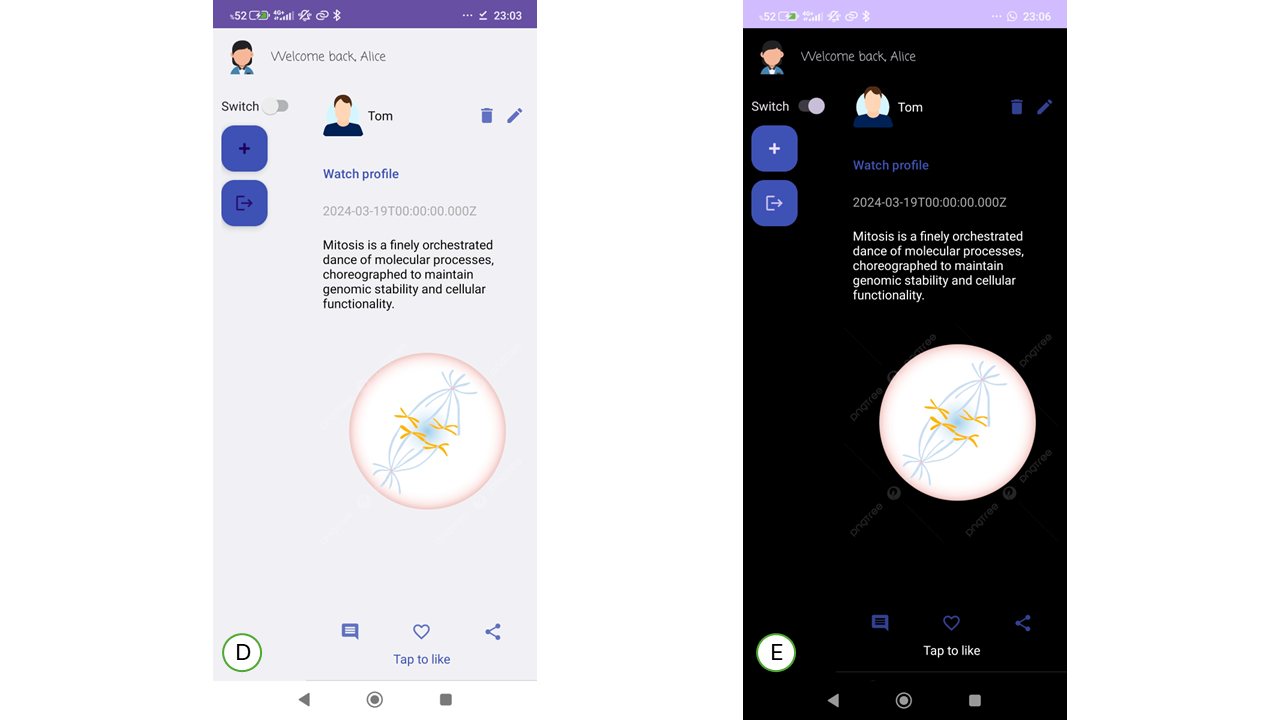 %52 4G+ 23:03
Welcome back, Alice
Switch
Tom
+
Watch profile
2024-03-19T00:00:00.000Z
Mitosis is a finely orchestrated
dance of molecular processes,
choreographed to maintain
genomic stability and cellular
functionality.
Tap to like
D
%52 4G+ 23:06
Welcome back, Alice
Switch
Tom
+
Watch profile
2024-03-19T00:00:00.000Z
Mitosis is a finely orchestrated
dance of molecular processes,
choreographed to maintain
genomic stability and cellular
functionality.
pngtree
pngtree
pngtree
pngtree
pngtree
pngtree
Tap to like
E